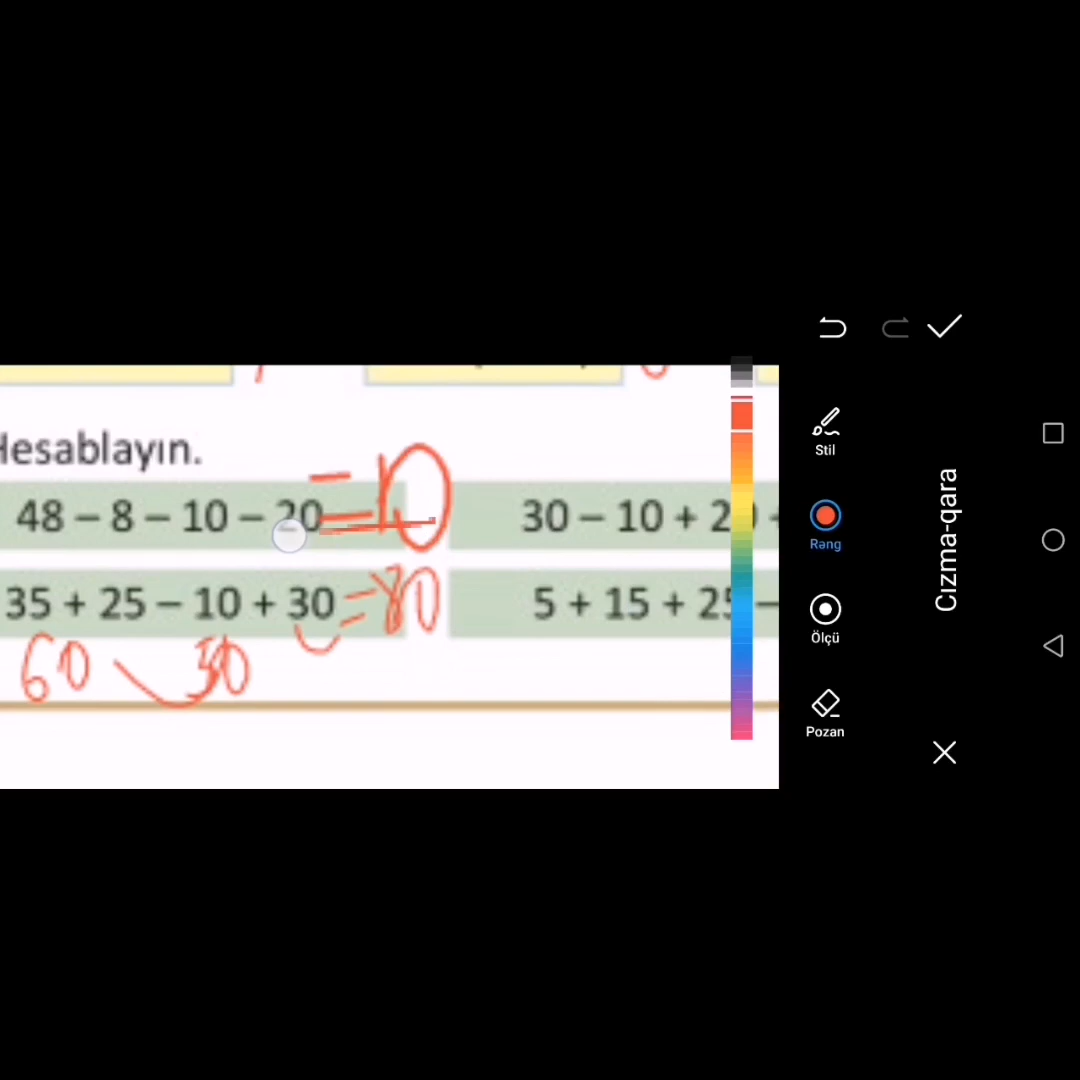 Hesablayın.
48 – 8 – 10 – 20 = 10
30 – 10 + 20 +
35 + 25 – 10 + 30 = 80
5 + 15 + 25 –
60 30
Stil
Rəng
Ölçü
Pozan
Cızma-qara